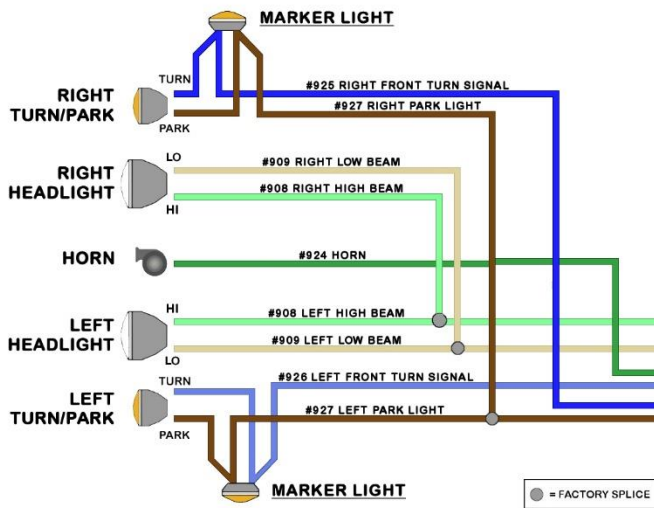 MARKER LIGHT
TURN
#925 RIGHT FRONT TURN SIGNAL
RIGHT
TURN/PARK
#927 RIGHT PARK LIGHT
PARK
LO
#909 RIGHT LOW BEAM
RIGHT
HEADLIGHT
#908 RIGHT HIGH BEAM
HI
HORN
#924 HORN
HI
#908 LEFT HIGH BEAM
LEFT
HEADLIGHT
#909 LEFT LOW BEAM
LO
#926 LEFT FRONT TURN SIGNAL
TURN
LEFT
TURN/PARK
#927 LEFT PARK LIGHT
PARK
MARKER LIGHT
= FACTORY SPLICE